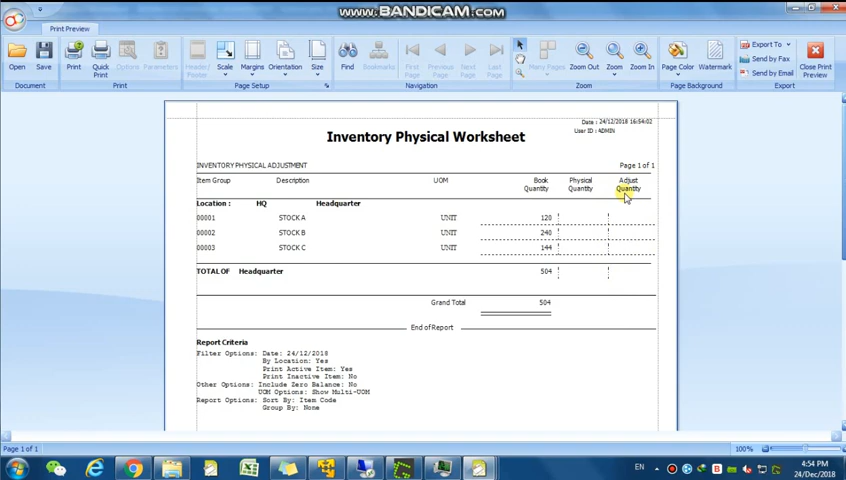 www.BANDICAM.com
Print Preview
Open Save Print Quick Print Options Parameters Header/Footer Scale Margins Orientation Size Find Bookmarks First Page Previous Page Next Page Last Page Many Pages Zoom Out Zoom Zoom In Page Color Watermark Export To Send by Fax Send by Email Close Print Preview
Document Print Page Setup Navigation Zoom Page Background Export
Date : 24/12/2018 16:54:02
User ID : ADMIN
Inventory Physical Worksheet
INVENTORY PHYSICAL ADJUSTMENT Page 1 of 1
Item Group Description UOM Book Quantity Physical Quantity Adjust Quantity
Location : HQ Headquarter
00001 STOCK A UNIT 120
00002 STOCK B UNIT 240
00003 STOCK C UNIT 144
TOTAL OF Headquarter 504
Grand Total 504
End of Report
Report Criteria
Filter Options: Date: 24/12/2018
By Location: Yes
Print Active Item: Yes
Print Inactive Item: No
Other Options: Include Zero Balance: No
UOM Options: Show Multi-UOM
Report Options: Sort By: Item Code
Group By: None
Page 1 of 1 100%
EN 4:54 PM
24/Dec/2018